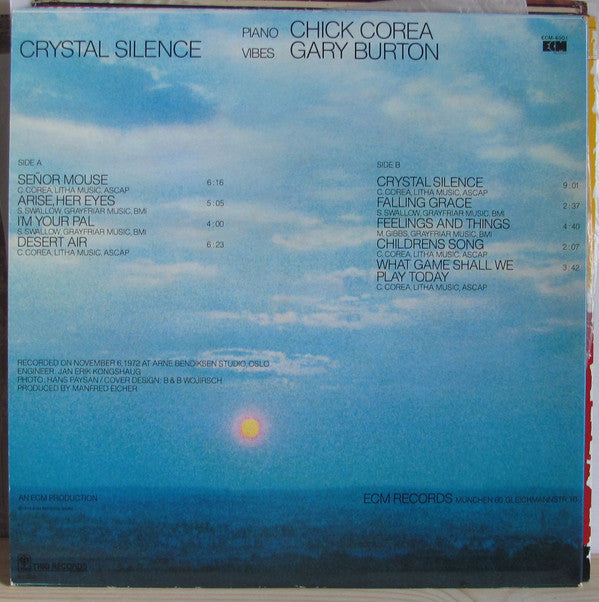 CRYSTAL SILENCE
PIANO CHICK COREA
VIBES GARY BURTON
ECM
SIDE A
SEÑOR MOUSE 6:16
C. COREA, LITHA MUSIC, ASCAP
ARISE, HER EYES 5:05
S. SWALLOW, GRAYFRIAR MUSIC, BMI
I'M YOUR PAL 4:00
S. SWALLOW, GRAYFRIAR MUSIC, BMI
DESERT AIR 6:23
C. COREA, LITHA MUSIC, ASCAP
SIDE B
CRYSTAL SILENCE 9:01
C. COREA, LITHA MUSIC, ASCAP
FALLING GRACE 2:37
S. SWALLOW, GRAYFRIAR MUSIC, BMI
FEELINGS AND THINGS 4:40
M. GIBBS, GRAYFRIAR MUSIC, BMI
CHILDRENS SONG 2:07
C. COREA, LITHA MUSIC, ASCAP
WHAT GAME SHALL WE 3:42
PLAY TODAY
C. COREA, LITHA MUSIC, ASCAP
RECORDED ON NOVEMBER 6, 1972 AT ARNE BENDIKSEN STUDIO, OSLO
ENGINEER: JAN ERIK KONGSHAUG
PHOTO: HANS PAYSAN / COVER DESIGN: B & B WOJIRSCH
PRODUCED BY MANFRED EICHER
AN ECM PRODUCTION
ECM RECORDS MÜNCHEN 60 GLEICHMANNSTR. 10
TRIO RECORDS